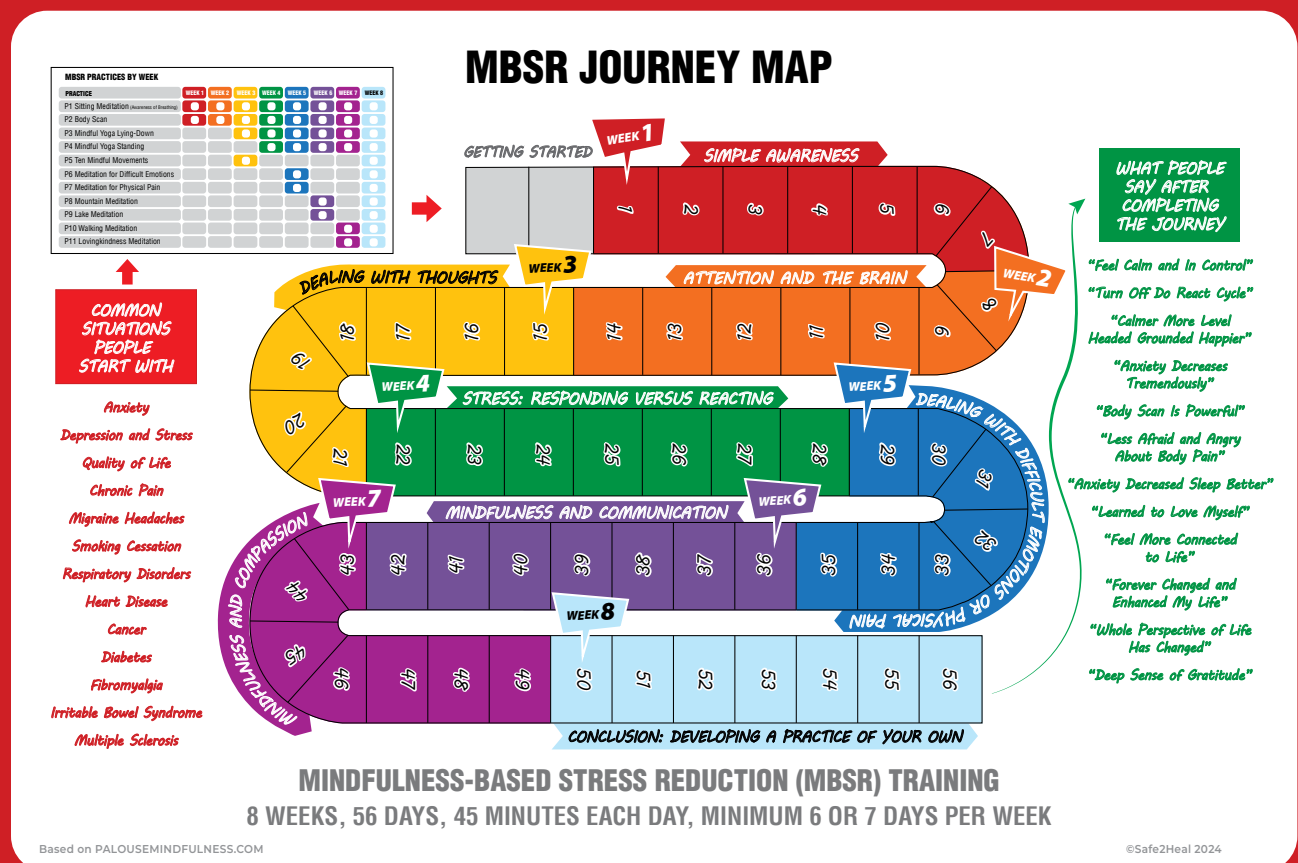 MBSR JOURNEY MAP
MBSR PRACTICES BY WEEK
PRACTICE WEEK 1 WEEK 2 WEEK 3 WEEK 4 WEEK 5 WEEK 6 WEEK 7 WEEK 8
P1 Sitting Meditation (Awareness of Breathing)
P2 Body Scan
P3 Mindful Yoga Lying-Down
P4 Mindful Yoga Standing
P5 Ten Mindful Movements
P6 Meditation for Difficult Emotions
P7 Meditation for Physical Pain
P8 Mountain Meditation
P9 Lake Meditation
P10 Walking Meditation
P11 Lovingkindness Meditation
COMMON
SITUATIONS
PEOPLE
START WITH
Anxiety
Depression and Stress
Quality of Life
Chronic Pain
Migraine Headaches
Smoking Cessation
Respiratory Disorders
Heart Disease
Cancer
Diabetes
Fibromyalgia
Irritable Bowel Syndrome
Multiple Sclerosis
GETTING STARTED
WEEK 1
SIMPLE AWARENESS
1 2 3 4 5 6 7
WEEK 2
ATTENTION AND THE BRAIN
8 9 10 11 12 13 14
WEEK 3
DEALING WITH THOUGHTS
15 16 17 18 19 20 21
WEEK 4
STRESS: RESPONDING VERSUS REACTING
22 23 24 25 26 27 28
WEEK 5
DEALING WITH DIFFICULT EMOTIONS OR PHYSICAL PAIN
29 30 31 32 33 34 35
WEEK 6
MINDFULNESS AND COMMUNICATION
36 37 38 39 40 41 42
WEEK 7
MINDFULNESS AND COMPASSION
43 44 45 46 47 48 49
WEEK 8
50 51 52 53 54 55 56
CONCLUSION: DEVELOPING A PRACTICE OF YOUR OWN
WHAT PEOPLE
SAY AFTER
COMPLETING
THE JOURNEY
“Feel Calm and In Control”
“Turn Off Do React Cycle”
“Calmer More Level
Headed Grounded Happier”
“Anxiety Decreases
Tremendously”
“Body Scan Is Powerful”
“Less Afraid and Angry
About Body Pain”
“Anxiety Decreased Sleep Better”
“Learned to Love Myself”
“Feel More Connected
to Life”
“Forever Changed and
Enhanced My Life”
“Whole Perspective of Life
Has Changed”
“Deep Sense of Gratitude”
MINDFULNESS-BASED STRESS REDUCTION (MBSR) TRAINING
8 WEEKS, 56 DAYS, 45 MINUTES EACH DAY, MINIMUM 6 OR 7 DAYS PER WEEK
Based on PALOUSEMINDFULNESS.COM
©Safe2Heal 2024